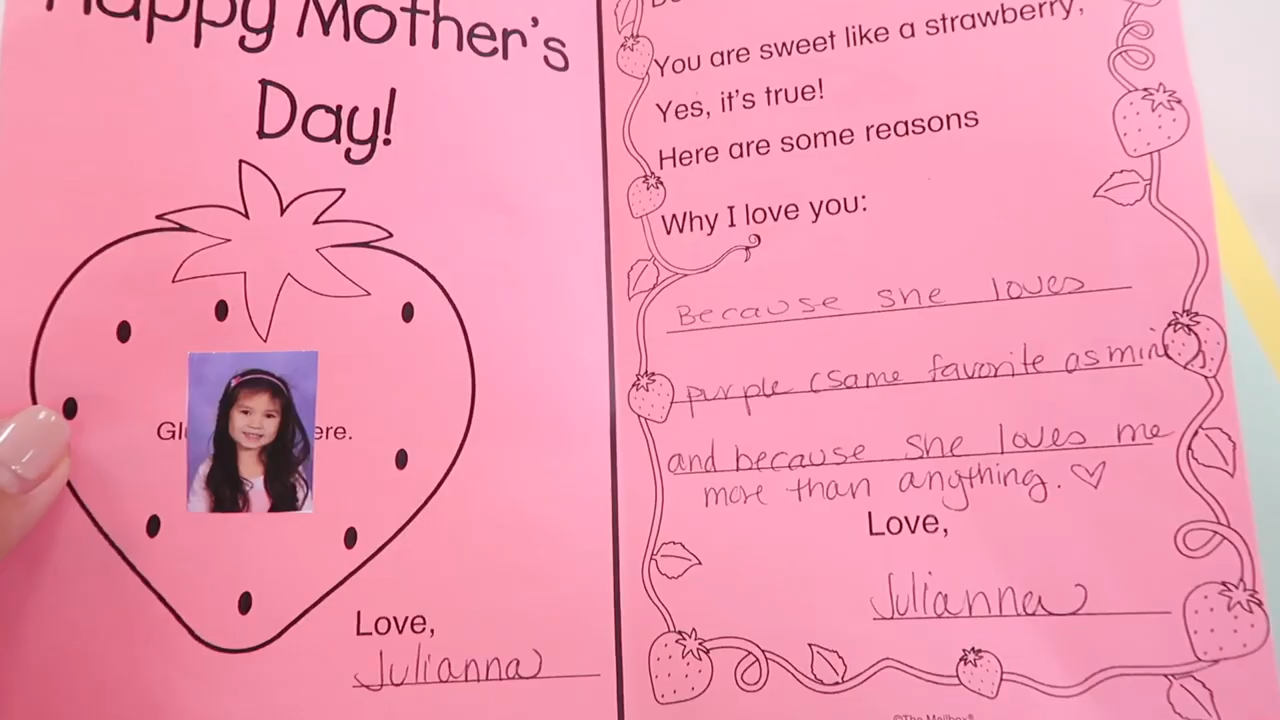 Happy Mother's
Day!
ere.
Love,
Julianna
You are sweet like a strawberry,
Yes, it's true!
Here are some reasons
Why I love you:
Because she loves
purple (same favorite as mine)
and because she loves me
more than anything. ♡
Love,
Julianna
©The Mailbox®